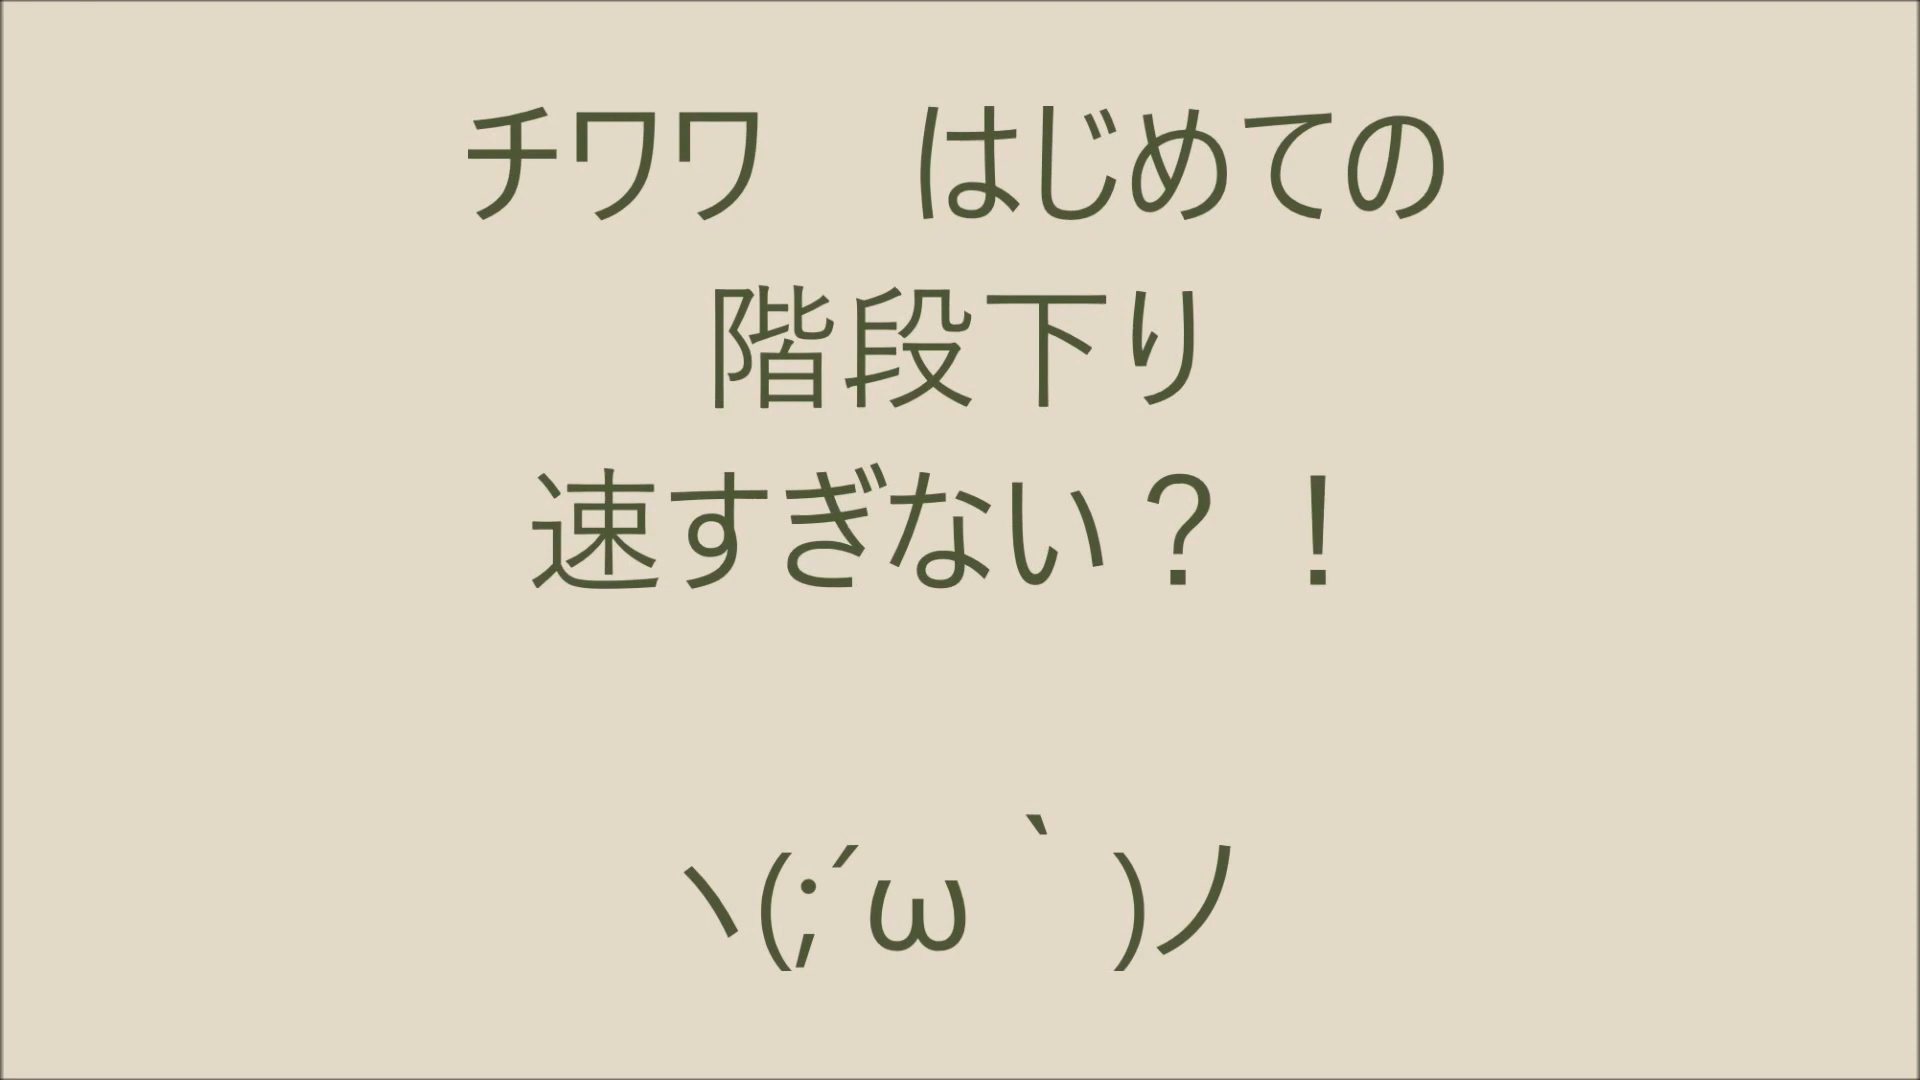 チワワ　はじめての
階段下り
速すぎない？！
ヽ(;´ω｀)ノ